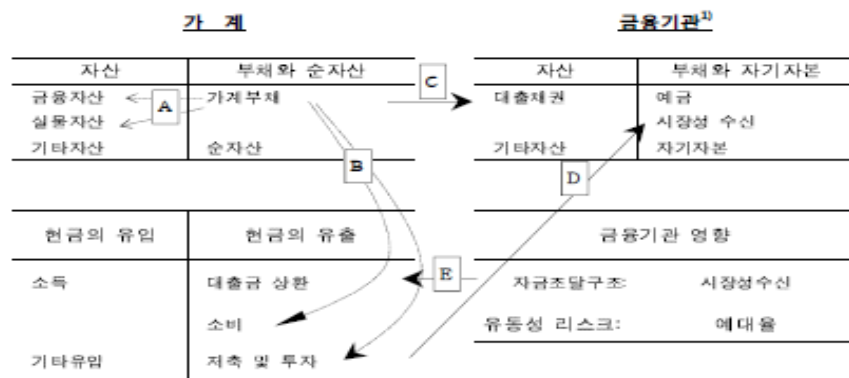 가 계
금융기관1)
자산 부채와 순자산
자산 부채와 자기자본
금융자산 A 가계부채
C
대출채권 예금
실물자산
시장성 수신
기타자산 순자산
기타자산 자기자본
B
D
현금의 유입 현금의 유출
금융기관 영향
소득 대출금 상환
E
자금조달구조: 시장성수신
소비
유동성 리스크: 예대율
기타유입 저축 및 투자